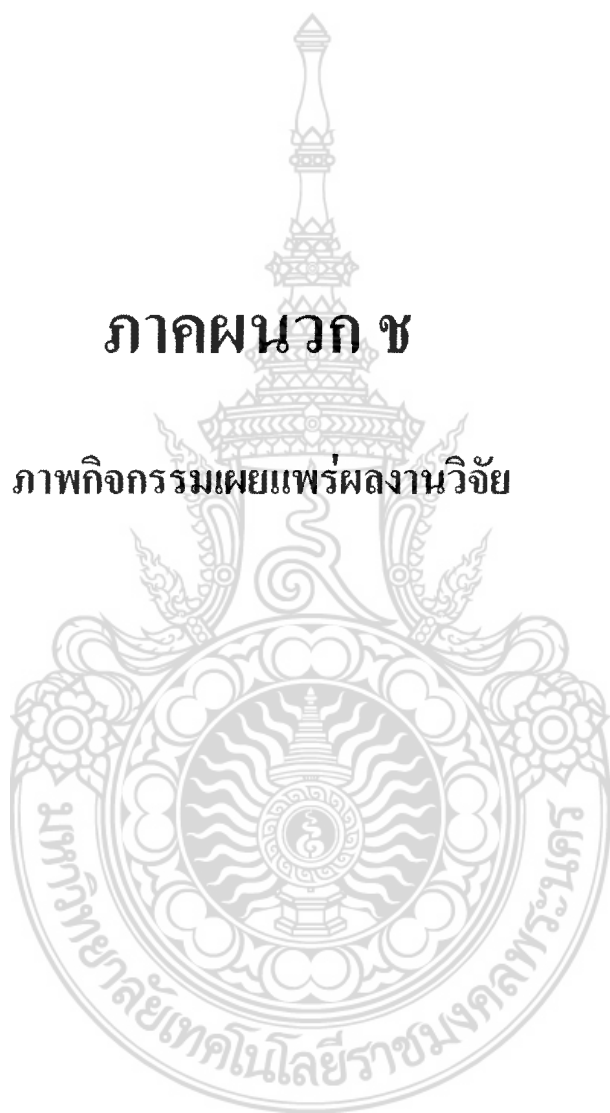 ภาคผนวก ช
ภาพกิจกรรมเผยแพร่ผลงานวิจัย
มหาวิทยาลัยเทคโนโลยีราชมงคลพระนคร